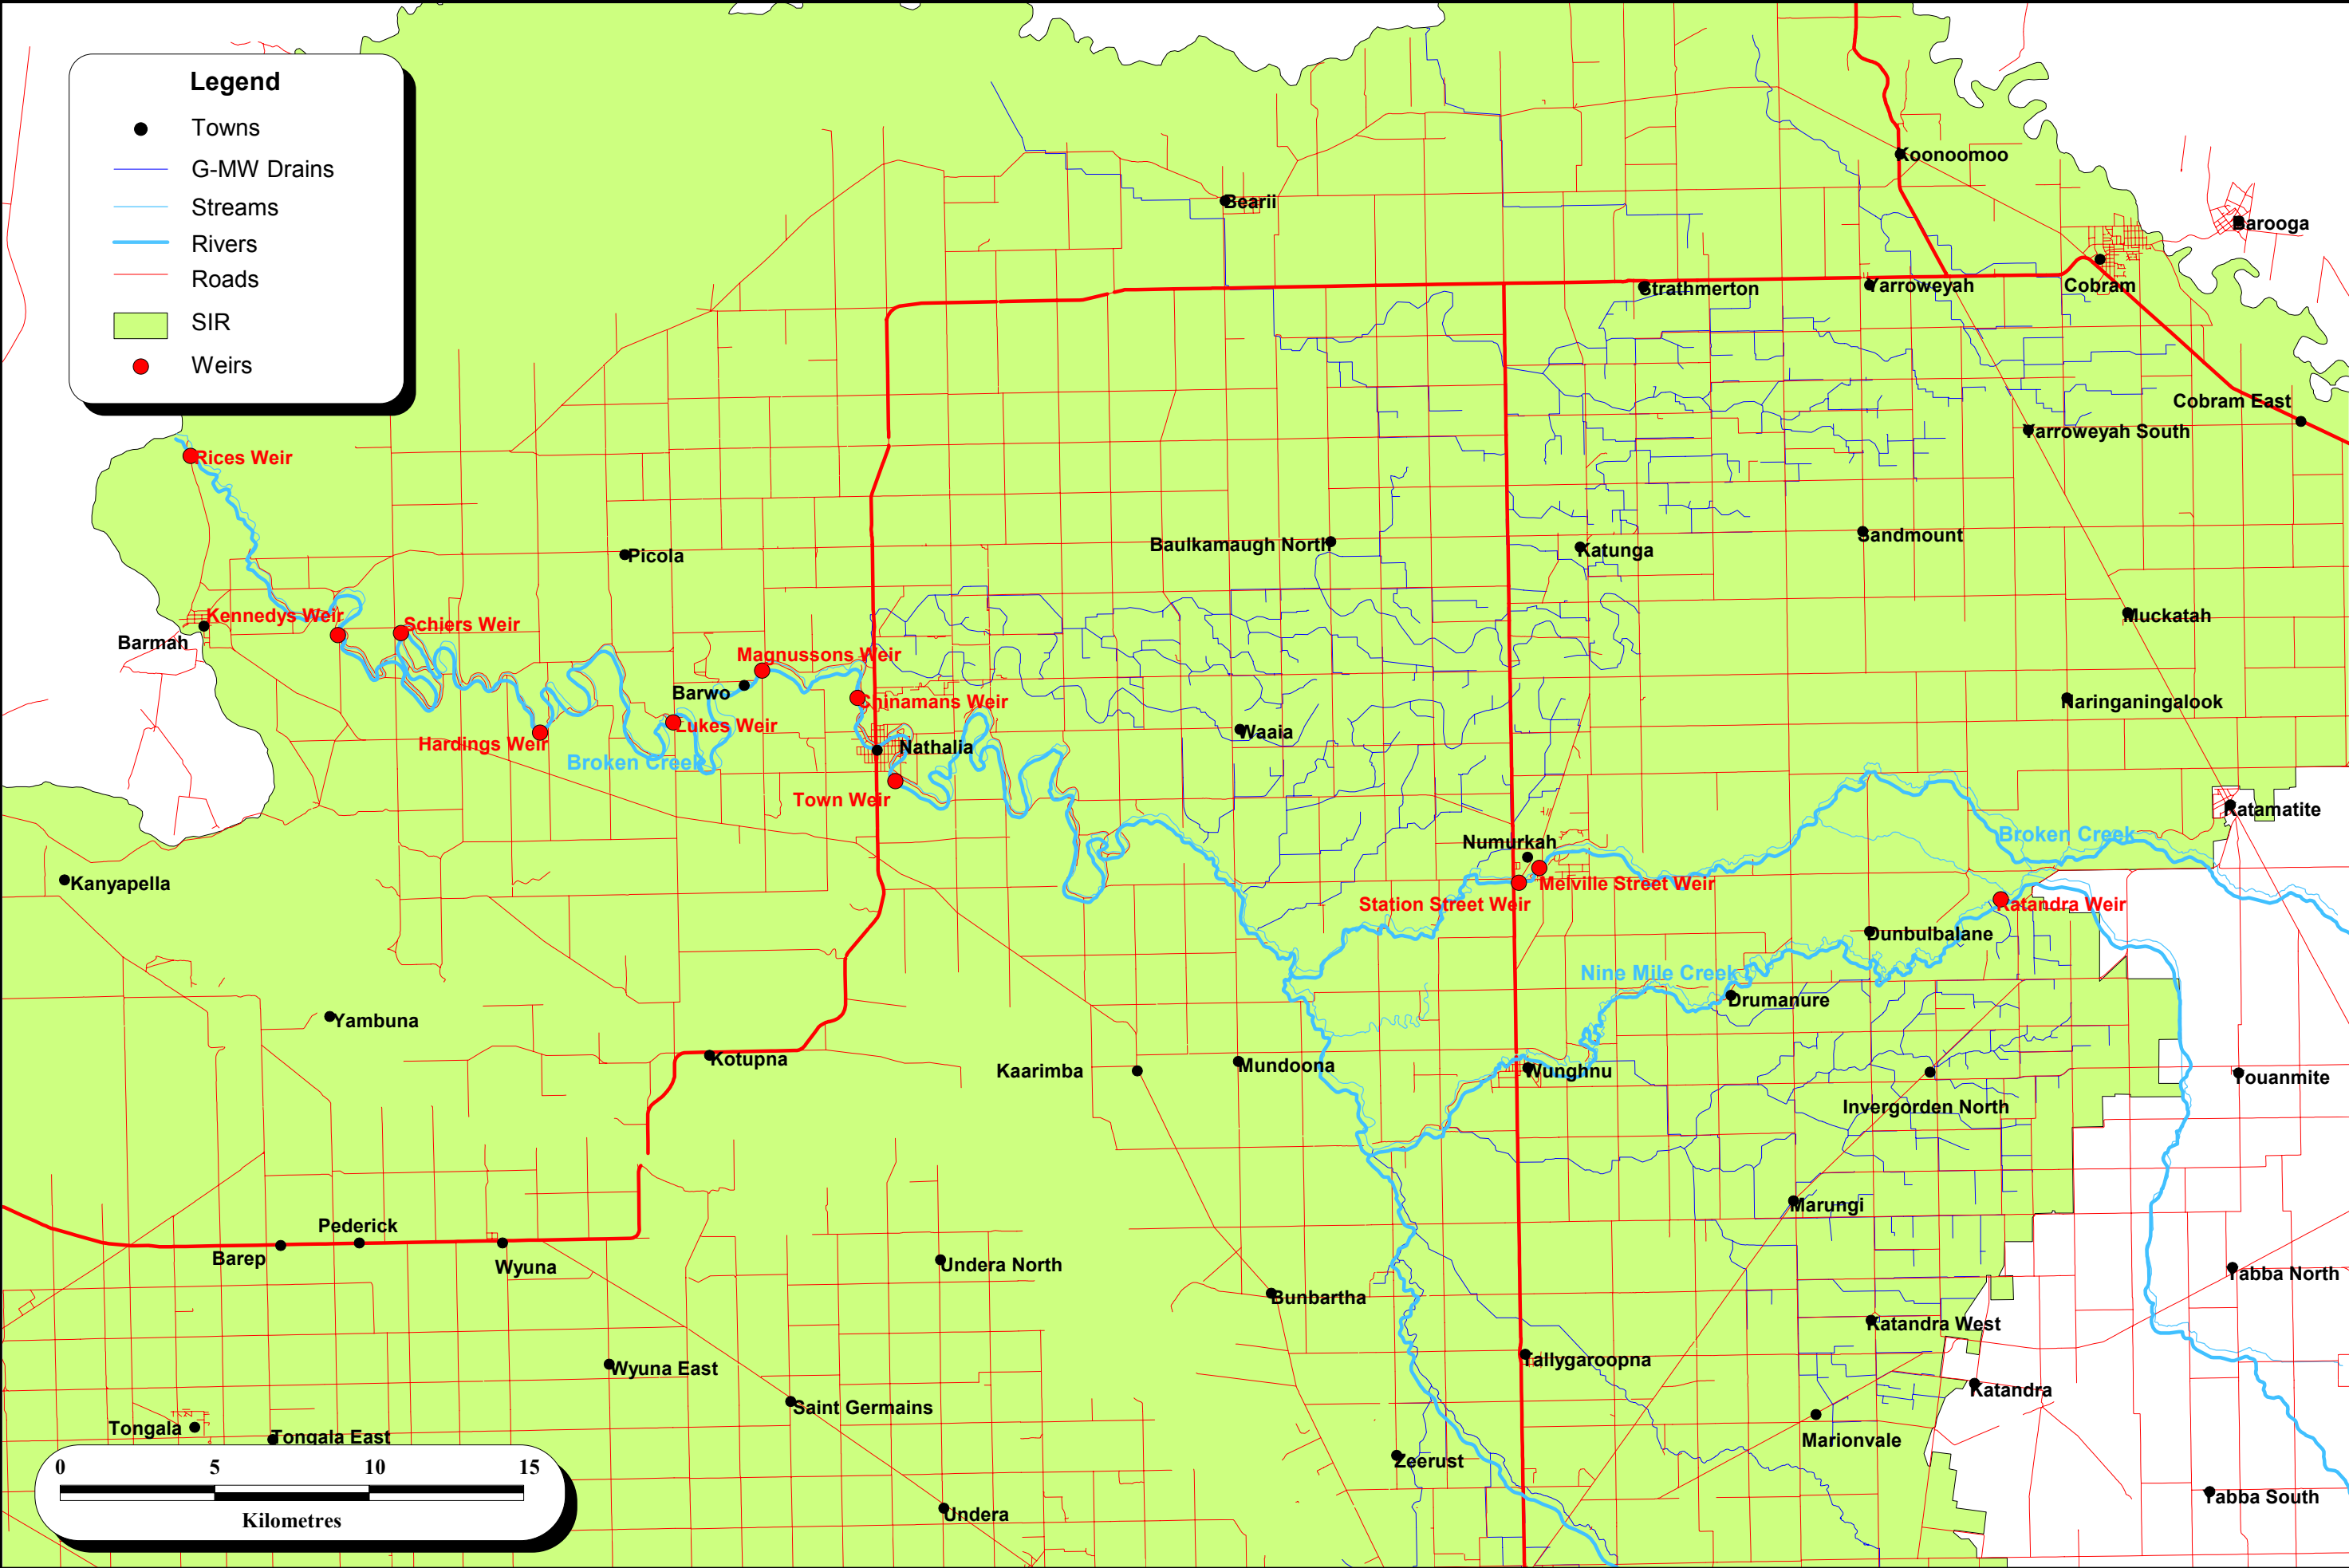 Legend
Towns
G-MW Drains
Streams
Rivers
Roads
SIR
Weirs
Koonoomoo
Bearii
Barooga
Strathmerton
Yarroweyah
Cobram
Cobram East
Yarroweyah South
Rices Weir
Baulkamaugh North
Katunga
Sandmount
Picola
Kennedys Weir
Schiers Weir
Muckatah
Barmah
Magnussons Weir
Barwo
Chinamans Weir
Naringaningalook
Lukes Weir
Waaia
Hardings Weir
Nathalia
Broken Creek
Town Weir
Katamatite
Broken Creek
Numurkah
Kanyapella
Melville Street Weir
Station Street Weir
Katandra Weir
Dunbulbalane
Nine Mile Creek
Drumanure
Yambuna
Kotupna
Kaarimba
Mundoona
Wunghnu
Youanmite
Invergorden North
Marungi
Pederick
Barep
Wyuna
Undera North
Yabba North
Bunbartha
Katandra West
Wyuna East
Tallygaroopna
Katandra
Saint Germains
Tongala
Tongala East
Marionvale
Zeerust
0 5 10 15
Kilometres
Undera
Yabba South